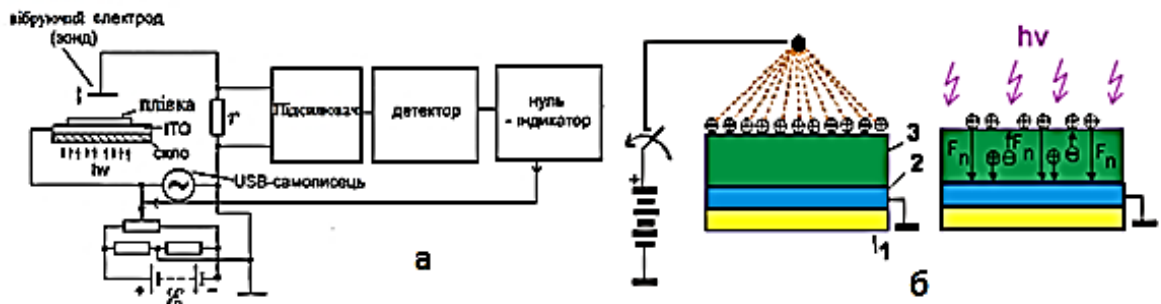 вібруючий електрод
(зонд)
плівка
ITO
скло
hν
r
Підсилювач
детектор
нуль
- індикатор
USB-самописець
+
-
а
+
3
2
1
hν
Fn
Fn
Fn
б